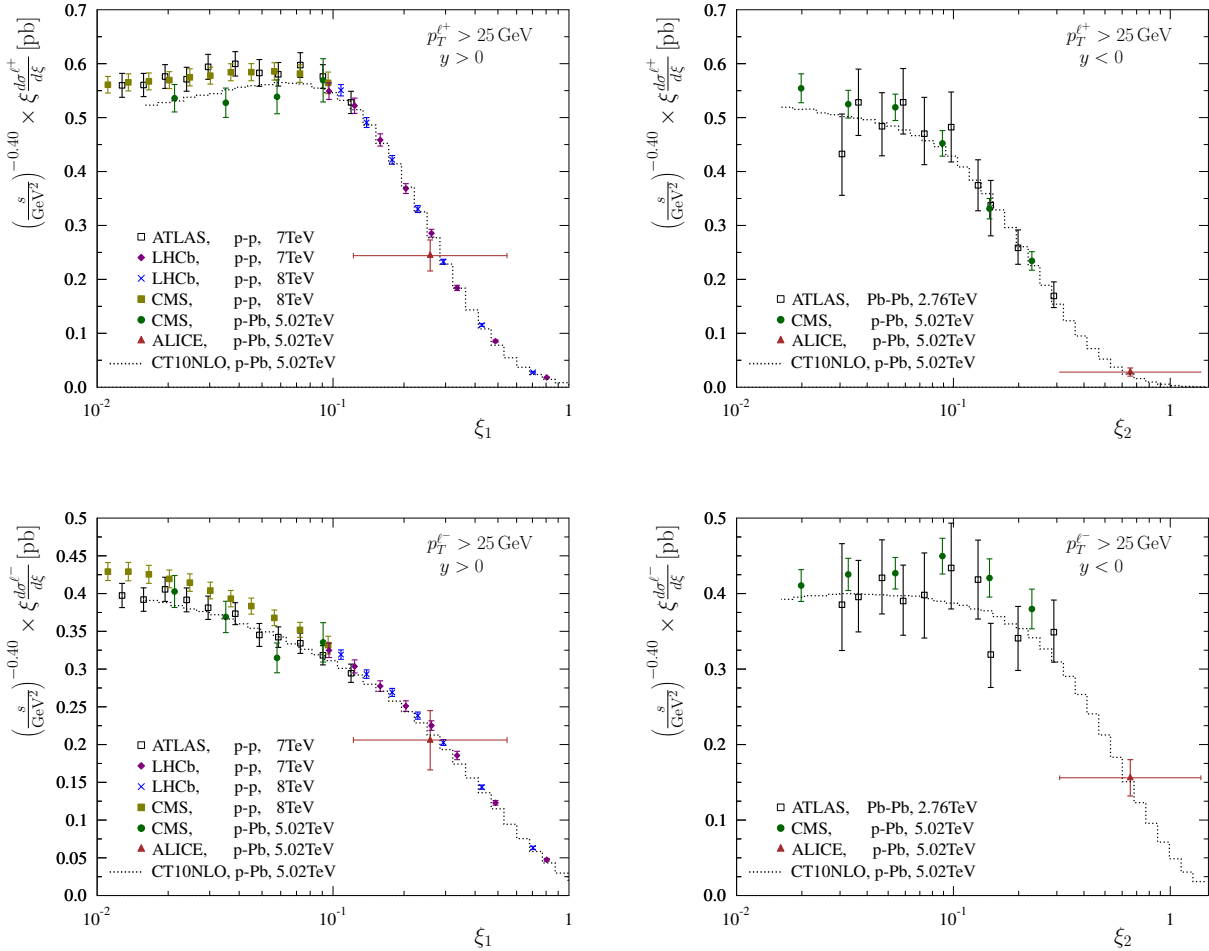 (s/GeV²)^−0.40 × ξ dσ^ℓ+/dξ [pb]
0.7
0.6
0.5
0.4
0.3
0.2
0.1
0.0
p_T^ℓ+ > 25 GeV
y > 0
ATLAS, p-p, 7TeV
LHCb, p-p, 7TeV
LHCb, p-p, 8TeV
CMS, p-p, 8TeV
CMS, p-Pb, 5.02TeV
ALICE, p-Pb, 5.02TeV
CT10NLO, p-Pb, 5.02TeV
10⁻² 10⁻¹ 1
ξ₁
(s/GeV²)^−0.40 × ξ dσ^ℓ+/dξ [pb]
0.7
0.6
0.5
0.4
0.3
0.2
0.1
0.0
p_T^ℓ+ > 25 GeV
y < 0
ATLAS, Pb-Pb, 2.76TeV
CMS, p-Pb, 5.02TeV
ALICE, p-Pb, 5.02TeV
CT10NLO, p-Pb, 5.02TeV
10⁻² 10⁻¹ 1
ξ₂
(s/GeV²)^−0.40 × ξ dσ^ℓ−/dξ [pb]
0.5
0.45
0.4
0.35
0.3
0.25
0.2
0.15
0.1
0.05
0.0
p_T^ℓ− > 25 GeV
y > 0
ATLAS, p-p, 7TeV
LHCb, p-p, 7TeV
LHCb, p-p, 8TeV
CMS, p-p, 8TeV
CMS, p-Pb, 5.02TeV
ALICE, p-Pb, 5.02TeV
CT10NLO, p-Pb, 5.02TeV
10⁻² 10⁻¹ 1
ξ₁
(s/GeV²)^−0.40 × ξ dσ^ℓ−/dξ [pb]
0.5
0.4
0.3
0.2
0.1
0.0
p_T^ℓ− > 25 GeV
y < 0
ATLAS, Pb-Pb, 2.76TeV
CMS, p-Pb, 5.02TeV
ALICE, p-Pb, 5.02TeV
CT10NLO, p-Pb, 5.02TeV
10⁻² 10⁻¹ 1
ξ₂